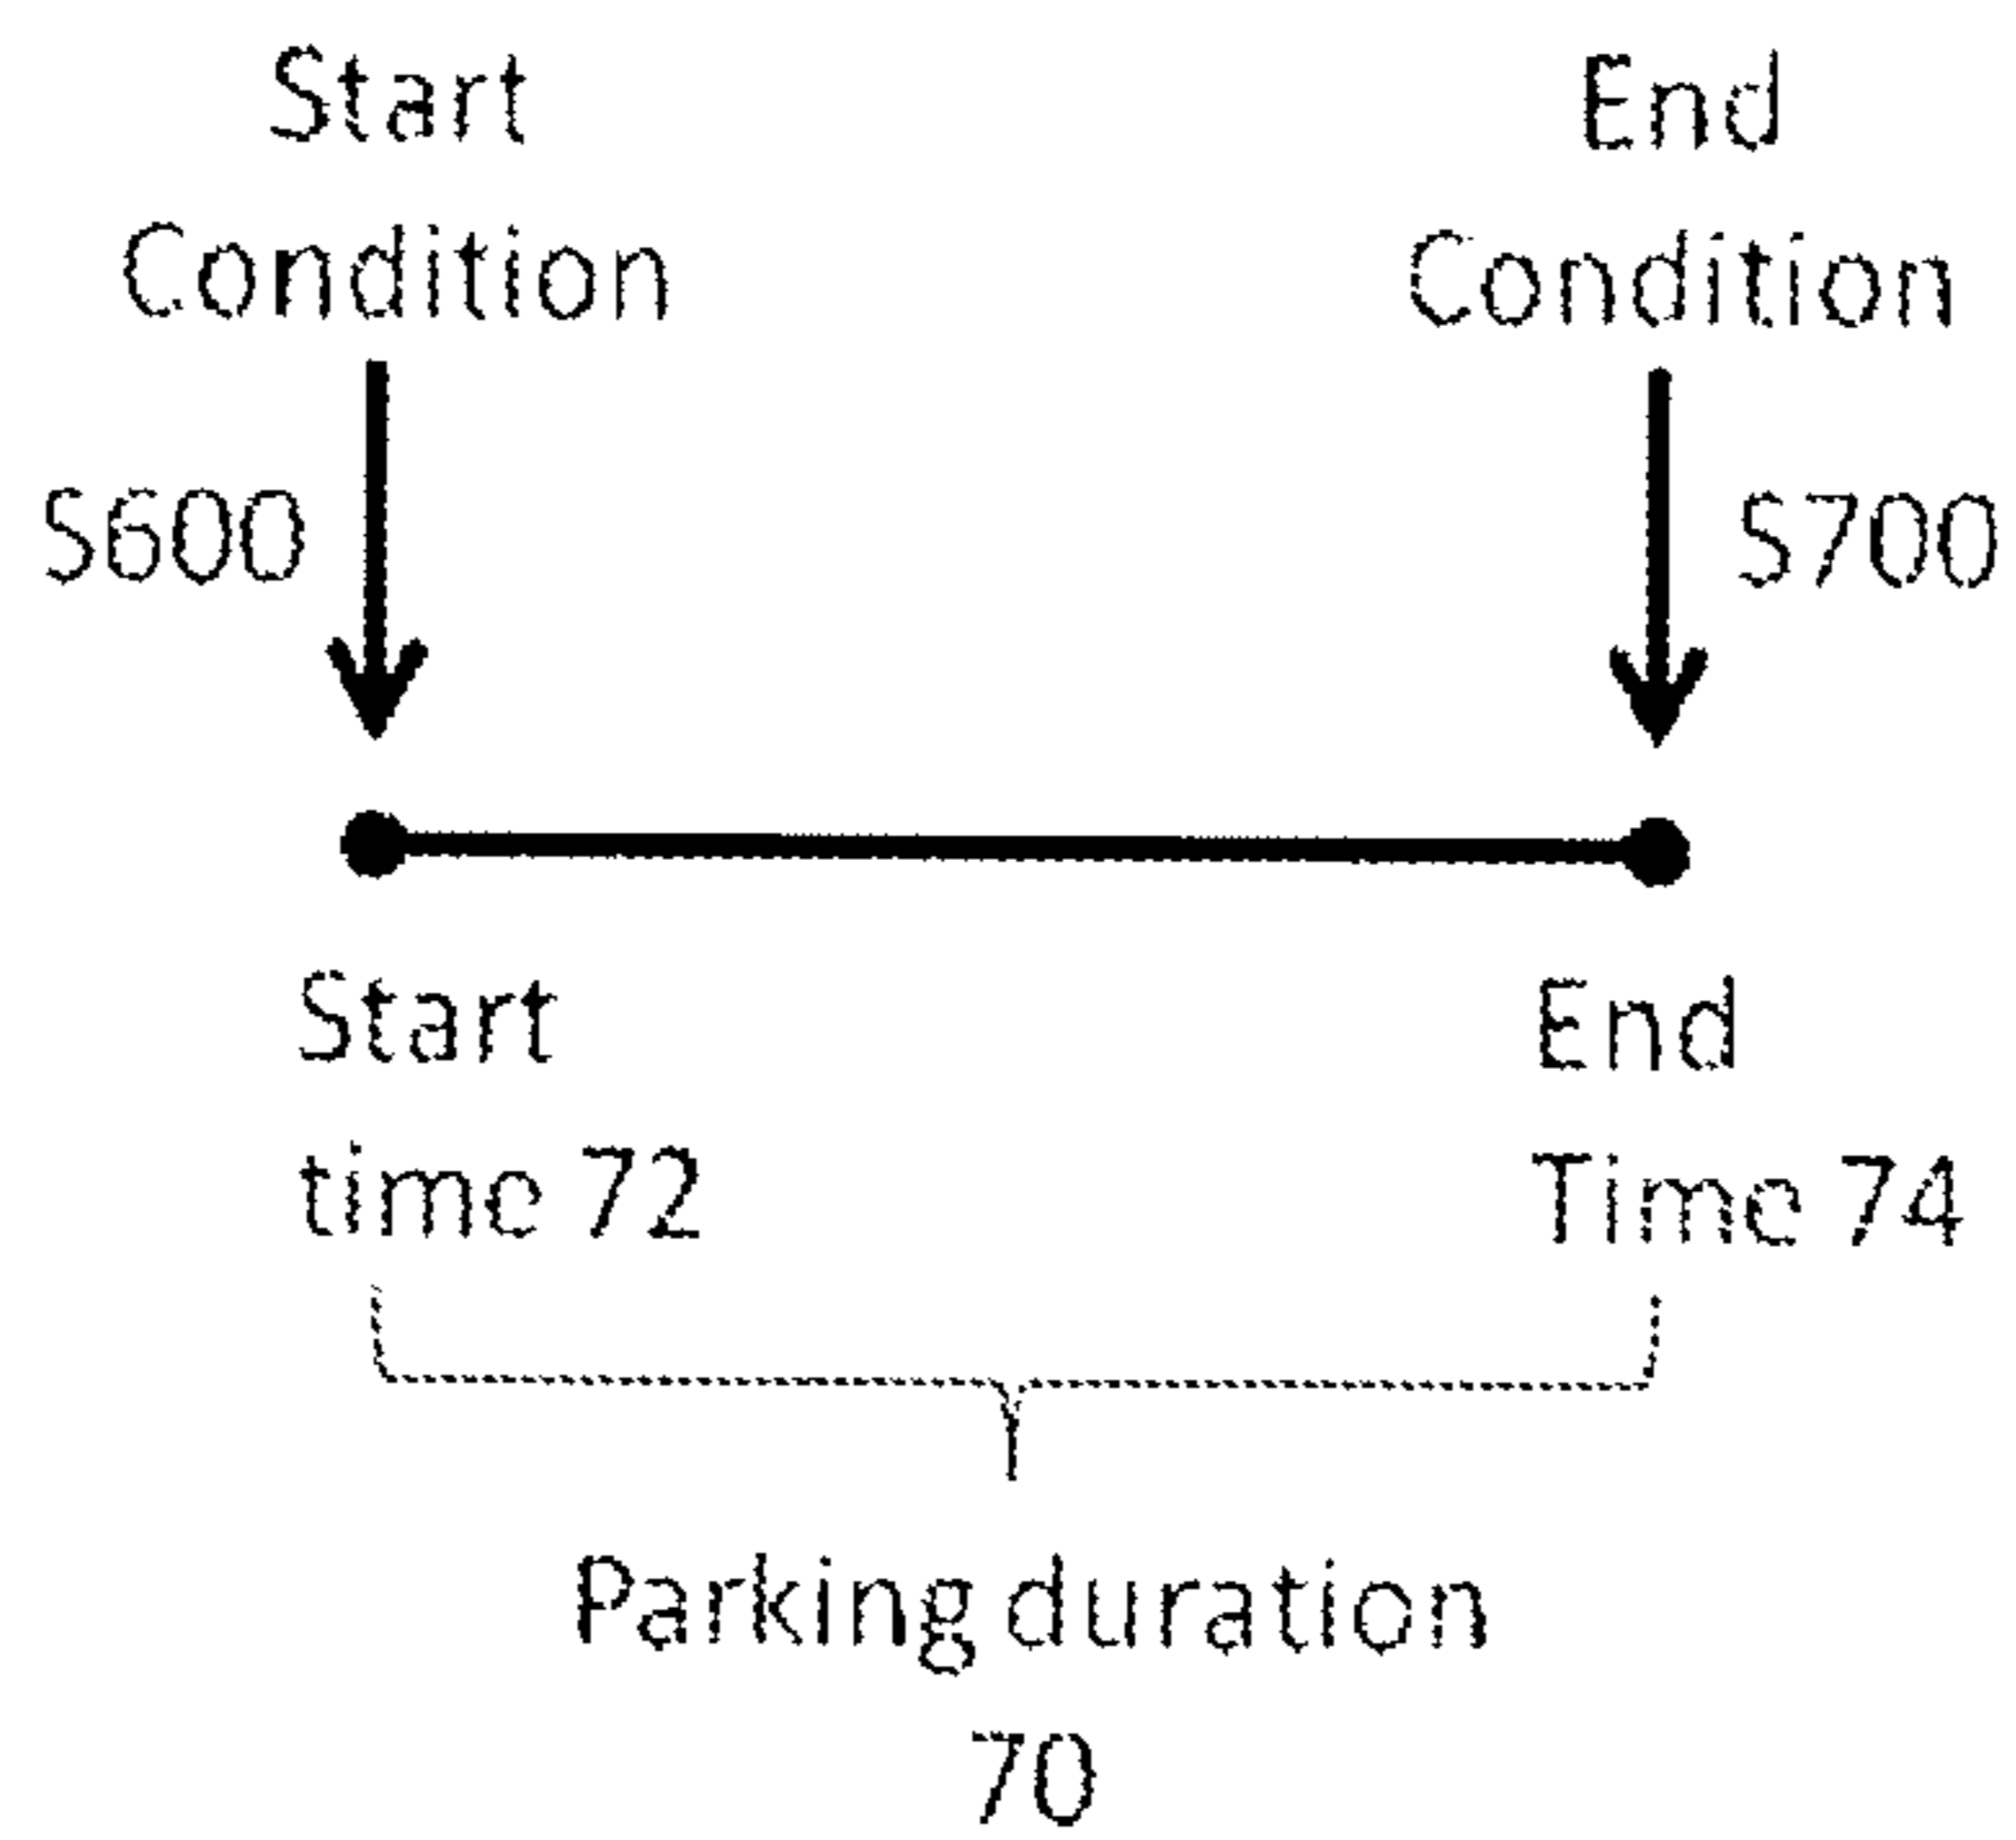 Start
Condition
End
Condition
S600
S700
Start
time 72
End
Time 74
Parking duration
70